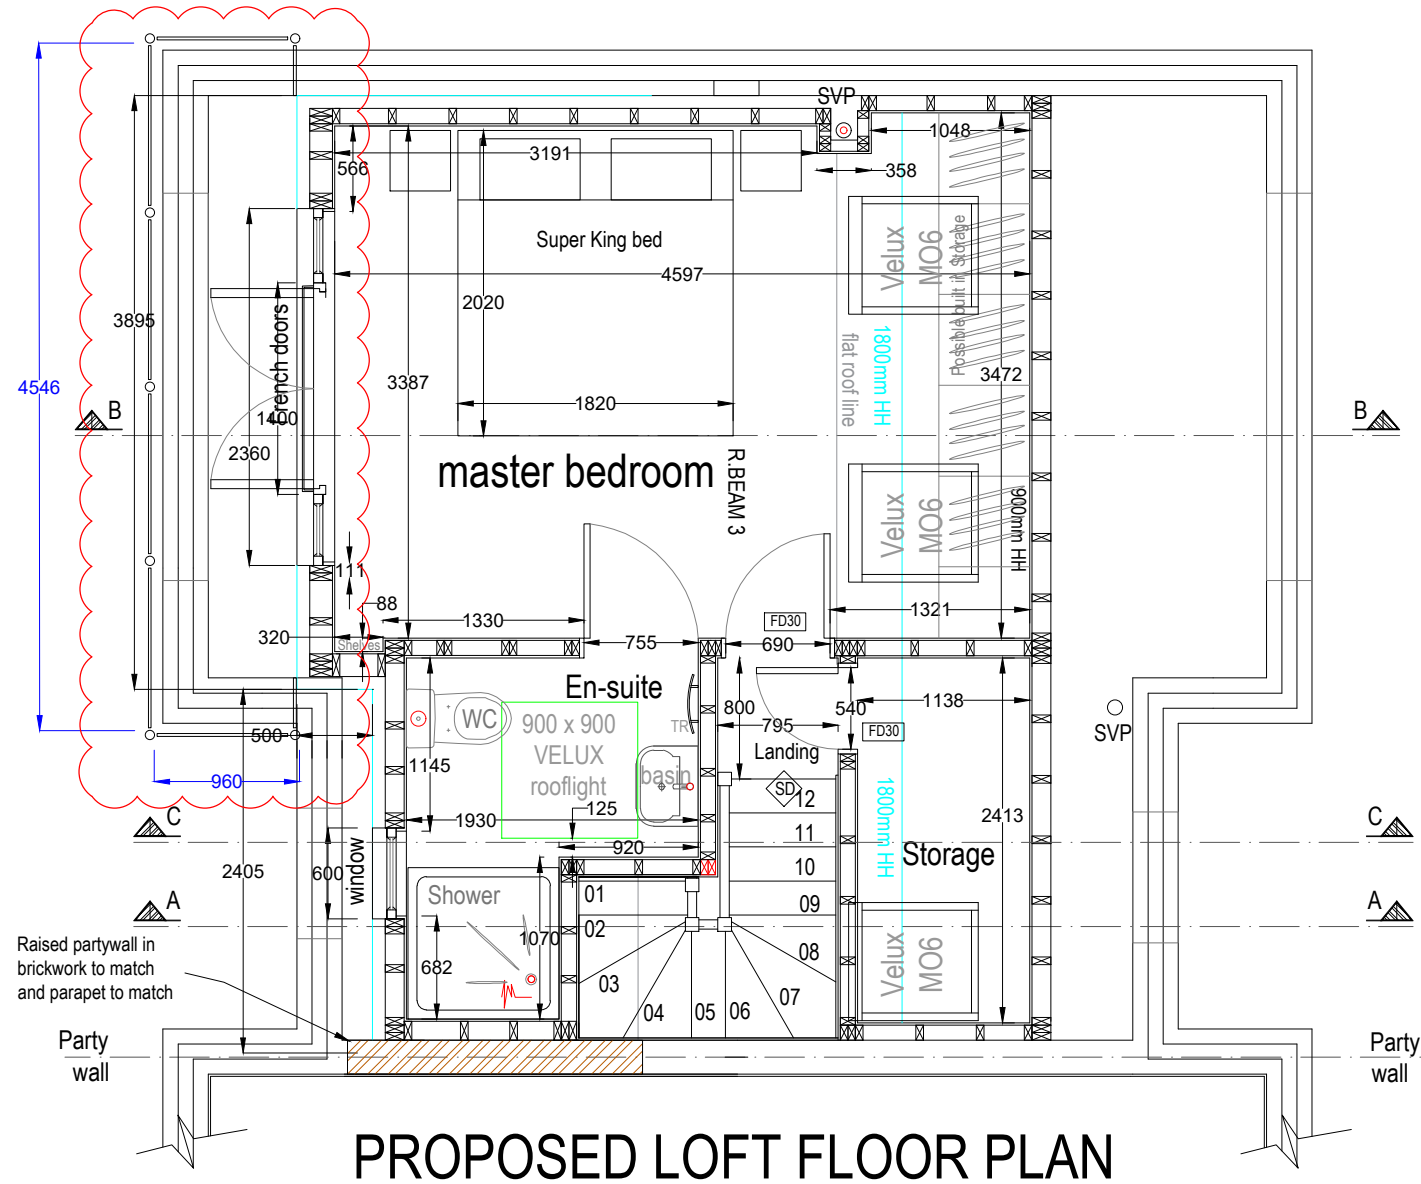 SVP
1048
3191
566
358
Super King bed
Velux
MO6
Possible built in Storage
4597
2020
3895
French doors
flat roof line
1800mm HH
4546
3387
3472
1820
1400
B
B
2360
master bedroom
R.BEAM 3
Velux
MO6
900mm HH
111
88
1330
1321
FD30
320
Shelves
755
690
En-suite
WC
900 x 900
VELUX
rooflight
TR
800
540
1138
795
FD30
SVP
500
Landing
960
1145
basin
SD
12
125
1930
11
C
C
2413
1800mm HH
920
10
Storage
2405
600
window
Shower
01
09
A
A
02
1070
08
Raised partywall in
brickwork to match
and parapet to match
682
03
07
Velux
MO6
04
05
06
Party
wall
Party
wall
PROPOSED LOFT FLOOR PLAN